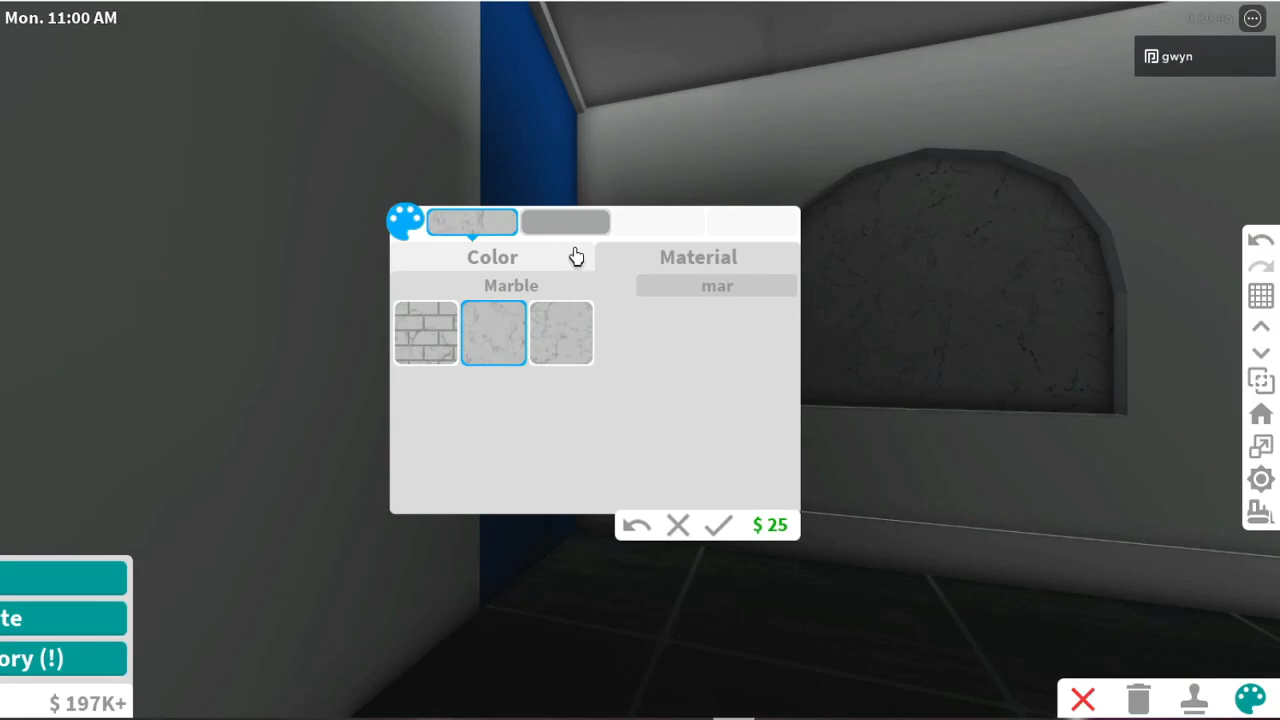 Mon. 11:00 AM
gwyn
Color
Material
Marble
mar
$ 25
te
ory (!)
$ 197K+